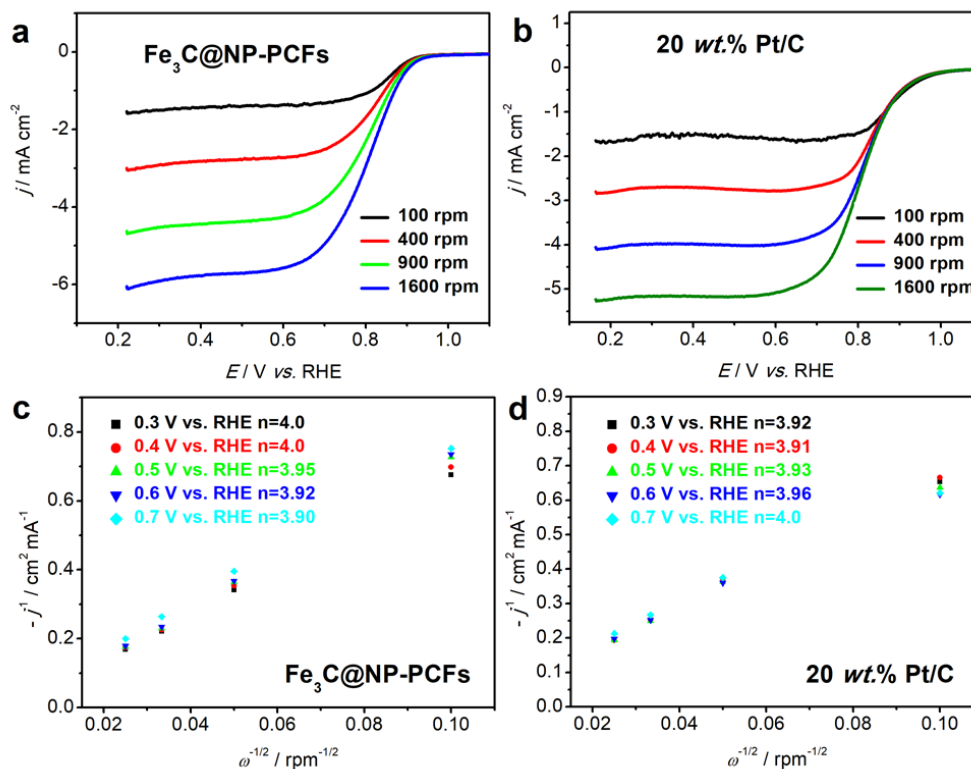 a
Fe₃C@NP-PCFs
0
-2
-4
-6
j / mA cm⁻²
100 rpm
400 rpm
900 rpm
1600 rpm
0.2 0.4 0.6 0.8 1.0
E / V vs. RHE
b
20 wt.% Pt/C
1
0
-1
-2
-3
-4
-5
j / mA cm⁻²
100 rpm
400 rpm
900 rpm
1600 rpm
0.2 0.4 0.6 0.8 1.0
E / V vs. RHE
c
0.3 V vs. RHE n=4.0
0.4 V vs. RHE n=4.0
0.5 V vs. RHE n=3.95
0.6 V vs. RHE n=3.92
0.7 V vs. RHE n=3.90
0.8
0.6
0.4
0.2
0.0
- j⁻¹ / cm² mA⁻¹
Fe₃C@NP-PCFs
0.02 0.04 0.06 0.08 0.10
ω⁻¹/² / rpm⁻¹/²
d
0.3 V vs. RHE n=3.92
0.4 V vs. RHE n=3.91
0.5 V vs. RHE n=3.93
0.6 V vs. RHE n=3.96
0.7 V vs. RHE n=4.0
0.9
0.8
0.7
0.6
0.5
0.4
0.3
0.2
0.1
0.0
- j⁻¹ / cm² mA⁻¹
20 wt.% Pt/C
0.02 0.04 0.06 0.08 0.10
ω⁻¹/² / rpm⁻¹/²